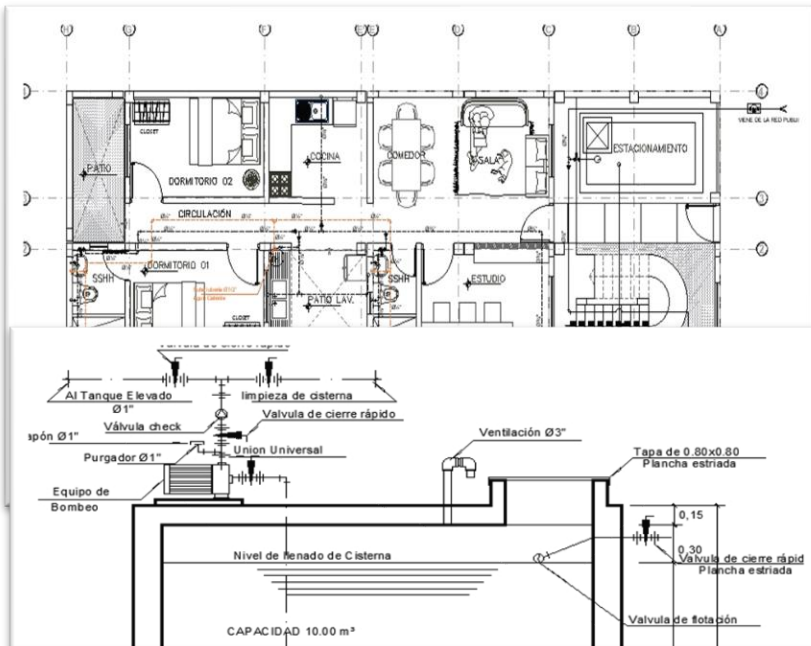 H
G
F
E
E
D
C
B
A
4
VIENE DE LA RED PUBLI
CLOSET
COCINA
COMEDOR
SALA
ESTACIONAMIENTO
PATIO
DORMITORIO 02
3
CIRCULACIÓN
2
DORMITORIO 01
SSHH
SSHH
ESTUDIO
PATIO LAV.
CLOSET
Al Tanque Elevado
Ø1"
limpieza de cisterna
Válvula check
Valvula de cierre rápido
apón Ø1"
Union Universal
Purgador Ø1"
Equipo de
Bombeo
Ventilación Ø3"
Tapa de 0.80x0.80
Plancha estriada
0,15
0,30
Valvula de cierre rápid
Plancha estriada
Nivel de llenado de Cisterna
Valvula de flotación
CAPACIDAD 10.00 m³